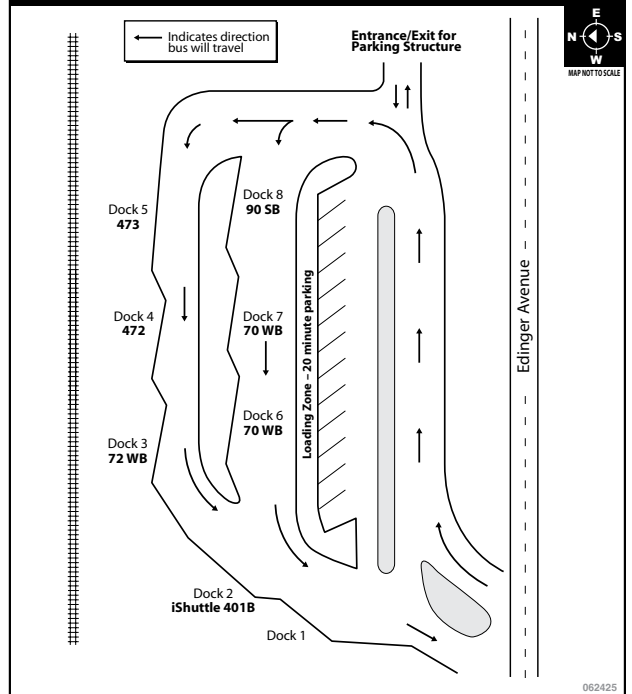 Indicates direction
bus will travel
Entrance/Exit for
Parking Structure
E
N
S
W
MAP NOT TO SCALE
Dock 5
473
Dock 8
90 SB
Dock 4
472
Dock 7
70 WB
Dock 6
70 WB
Dock 3
72 WB
Loading Zone – 20 minute parking
Edinger Avenue
Dock 2
iShuttle 401B
Dock 1
062425